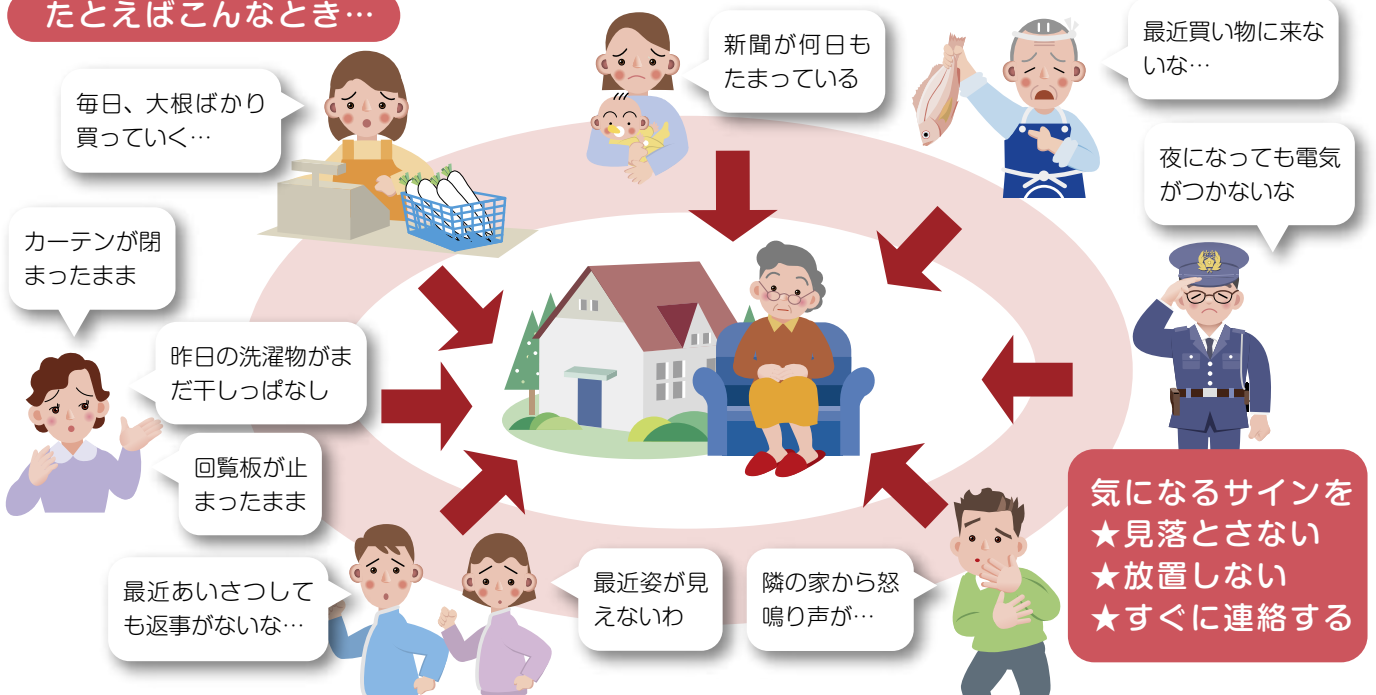 たとえばこんなとき…
毎日、大根ばかり
買っていく…
新聞が何日も
たまっている
最近買い物に来な
いな…
夜になっても電気
がつかないな
カーテンが閉
まったまま
昨日の洗濯物がま
だ干しっぱなし
回覧板が止
まったまま
最近あいさつして
も返事がないな…
最近姿が見
えないわ
隣の家から怒
鳴り声が…
気になるサインを
★見落とさない
★放置しない
★すぐに連絡する